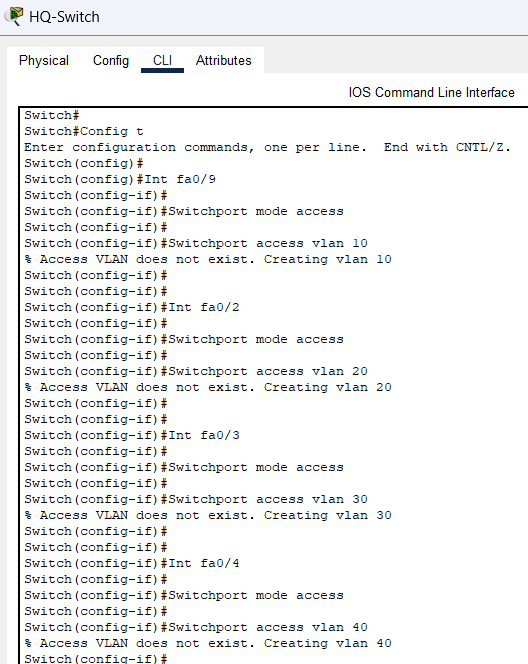 HQ-Switch
Physical Config CLI Attributes
IOS Command Line Interface
Switch#
Switch#Config t
Enter configuration commands, one per line. End with CNTL/Z.
Switch(config)#
Switch(config)#Int fa0/9
Switch(config-if)#
Switch(config-if)#Switchport mode access
Switch(config-if)#
Switch(config-if)#Switchport access vlan 10
% Access VLAN does not exist. Creating vlan 10
Switch(config-if)#
Switch(config-if)#
Switch(config-if)#Int fa0/2
Switch(config-if)#
Switch(config-if)#Switchport mode access
Switch(config-if)#
Switch(config-if)#Switchport access vlan 20
% Access VLAN does not exist. Creating vlan 20
Switch(config-if)#
Switch(config-if)#
Switch(config-if)#Int fa0/3
Switch(config-if)#
Switch(config-if)#Switchport mode access
Switch(config-if)#
Switch(config-if)#Switchport access vlan 30
% Access VLAN does not exist. Creating vlan 30
Switch(config-if)#
Switch(config-if)#
Switch(config-if)#Int fa0/4
Switch(config-if)#
Switch(config-if)#Switchport mode access
Switch(config-if)#
Switch(config-if)#Switchport access vlan 40
% Access VLAN does not exist. Creating vlan 40
Switch(config-if)#